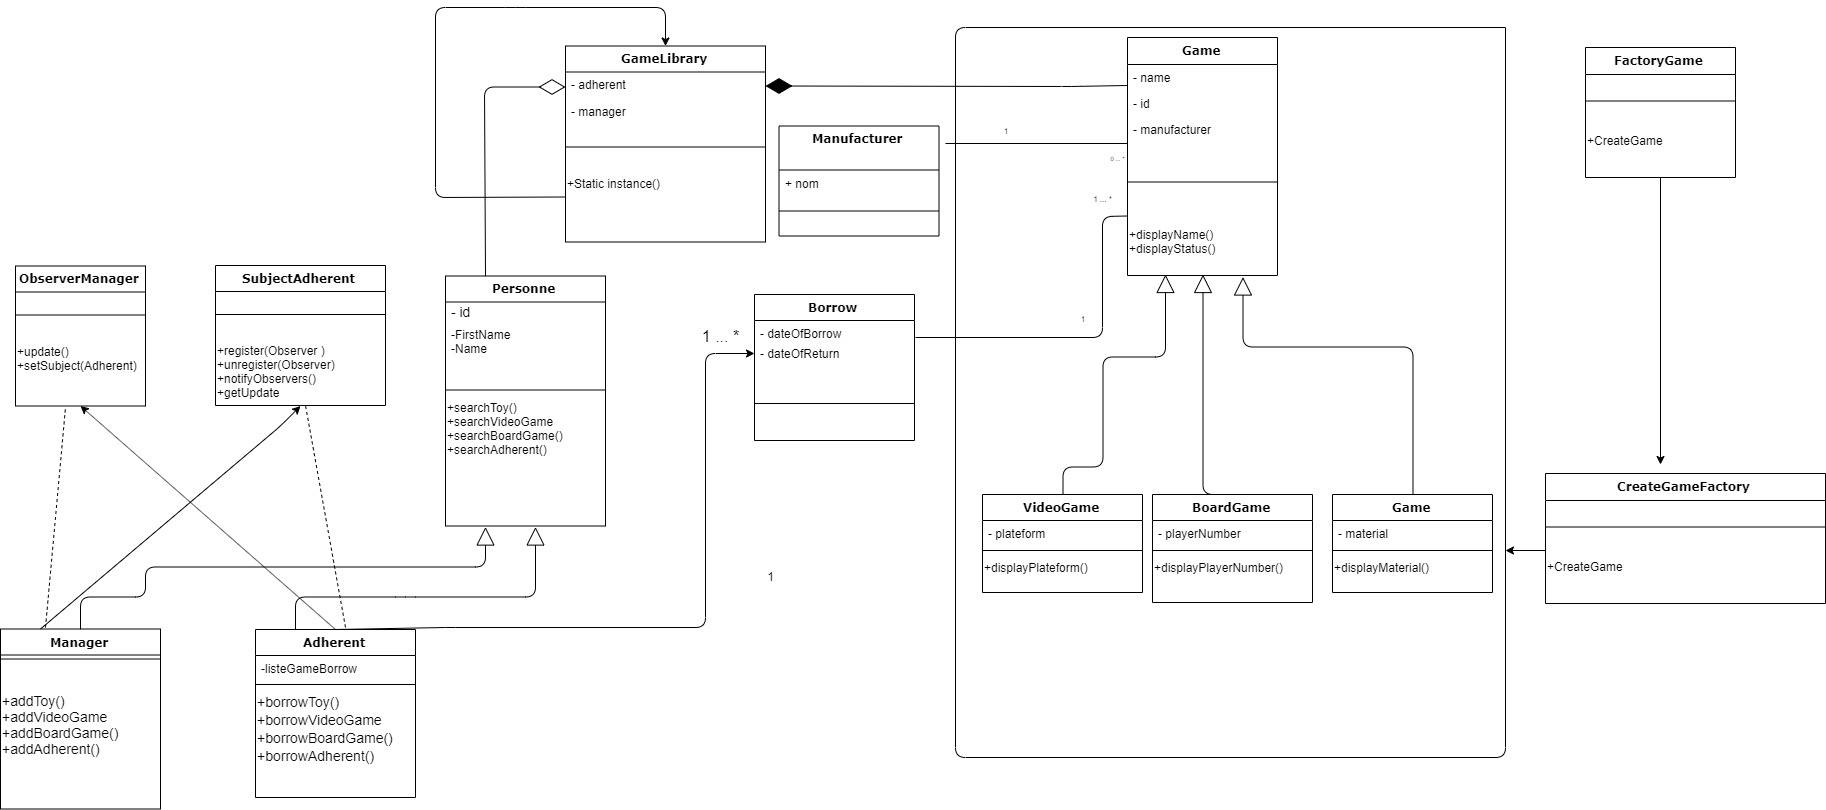 GameLibrary
- adherent
- manager
+Static instance()
Manufacturer
+ nom
1
0 ... *
1 ... *
Game
- name
- id
- manufacturer
+displayName()
+displayStatus()
FactoryGame
+CreateGame
ObserverManager
+update()
+setSubject(Adherent)
SubjectAdherent
+register(Observer )
+unregister(Observer)
+notifyObservers()
+getUpdate
Personne
- id
-FirstName
-Name
+searchToy()
+searchVideoGame
+searchBoardGame()
+searchAdherent()
1 ... *
Borrow
- dateOfBorrow
- dateOfReturn
1
VideoGame
- plateform
+displayPlateform()
BoardGame
- playerNumber
+displayPlayerNumber()
Game
- material
+displayMaterial()
CreateGameFactory
+CreateGame
1
Manager
+addToy()
+addVideoGame
+addBoardGame()
+addAdherent()
Adherent
-listeGameBorrow
+borrowToy()
+borrowVideoGame
+borrowBoardGame()
+borrowAdherent()